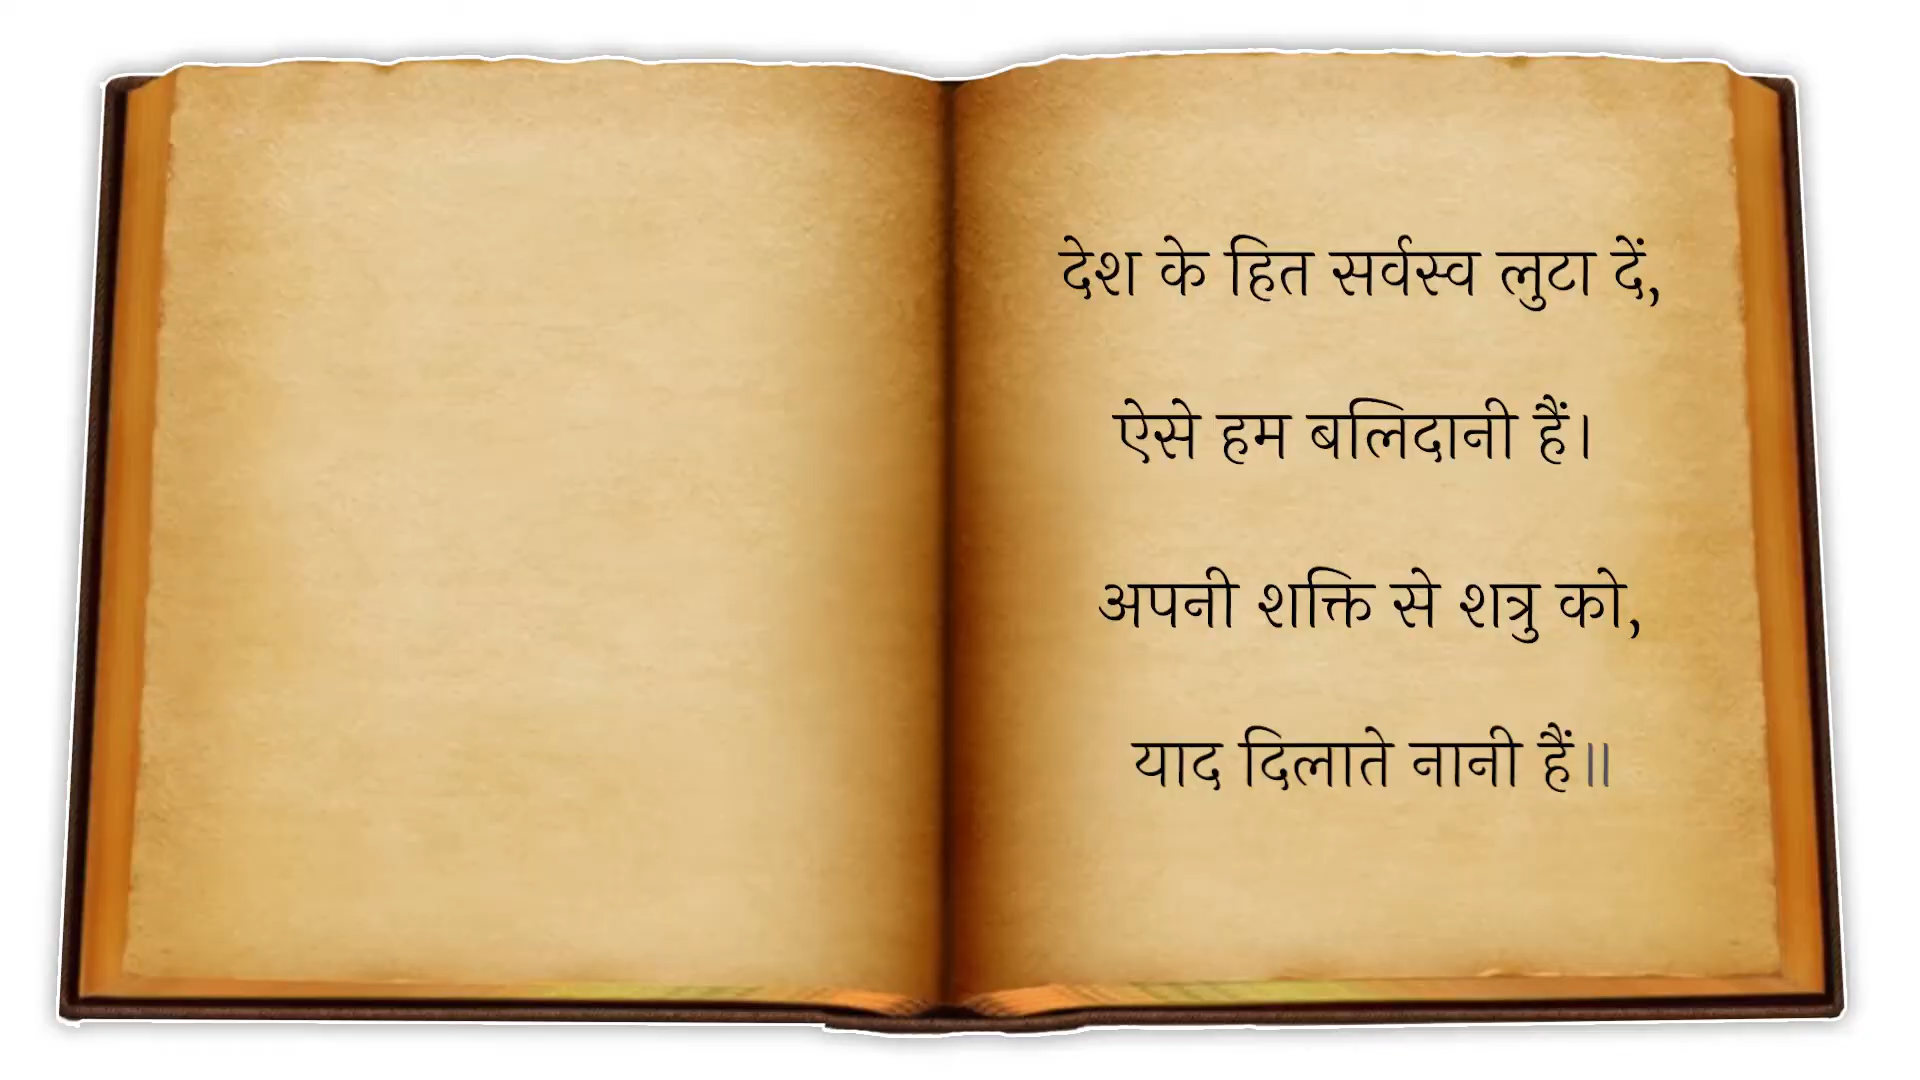 देश के हित सर्वस्व लुटा दें,
ऐसे हम बलिदानी हैं।
अपनी शक्ति से शत्रु को,
याद दिलाते नानी हैं॥